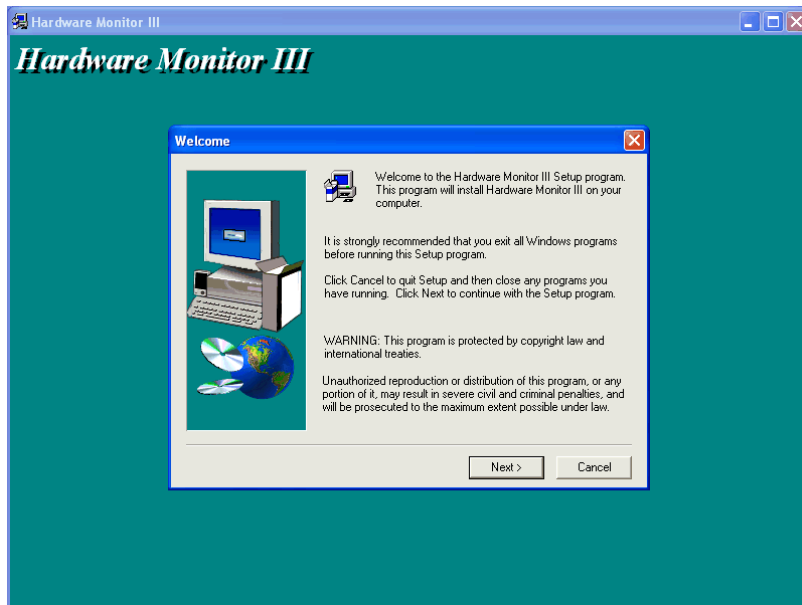 Hardware Monitor III
Hardware Monitor III
Welcome
Welcome to the Hardware Monitor III Setup program.
This program will install Hardware Monitor III on your
computer.
It is strongly recommended that you exit all Windows programs
before running this Setup program.
Click Cancel to quit Setup and then close any programs you
have running. Click Next to continue with the Setup program.
WARNING: This program is protected by copyright law and
international treaties.
Unauthorized reproduction or distribution of this program, or any
portion of it, may result in severe civil and criminal penalties, and
will be prosecuted to the maximum extent possible under law.
Next >
Cancel